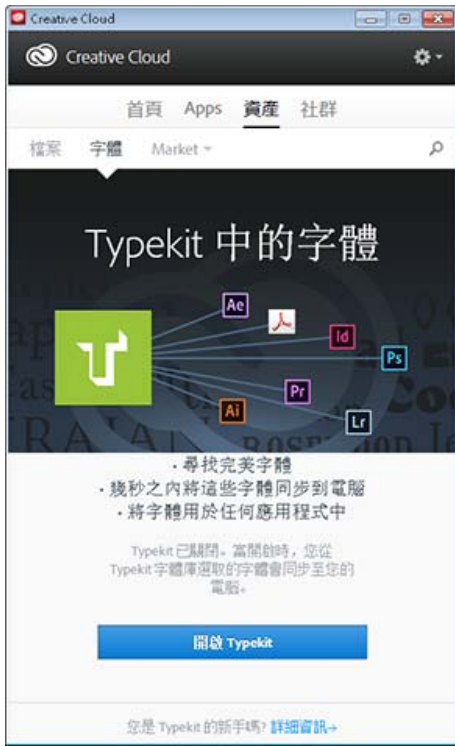 Creative Cloud
Creative Cloud
首頁 Apps 資產 社群
檔案 字體 Market
Typekit 中的字體
Ae
Id
Ps
Pr
Ai
Lr
· 尋找完美字體
· 幾秒之內將這些字體同步到電腦
· 將字體用於任何應用程式中
Typekit 已關閉。當開啟時，您從
Typekit 字體庫選取的字體會同步至您的
電腦。
開啟 Typekit
您是 Typekit 的新手嗎? 詳細資訊→